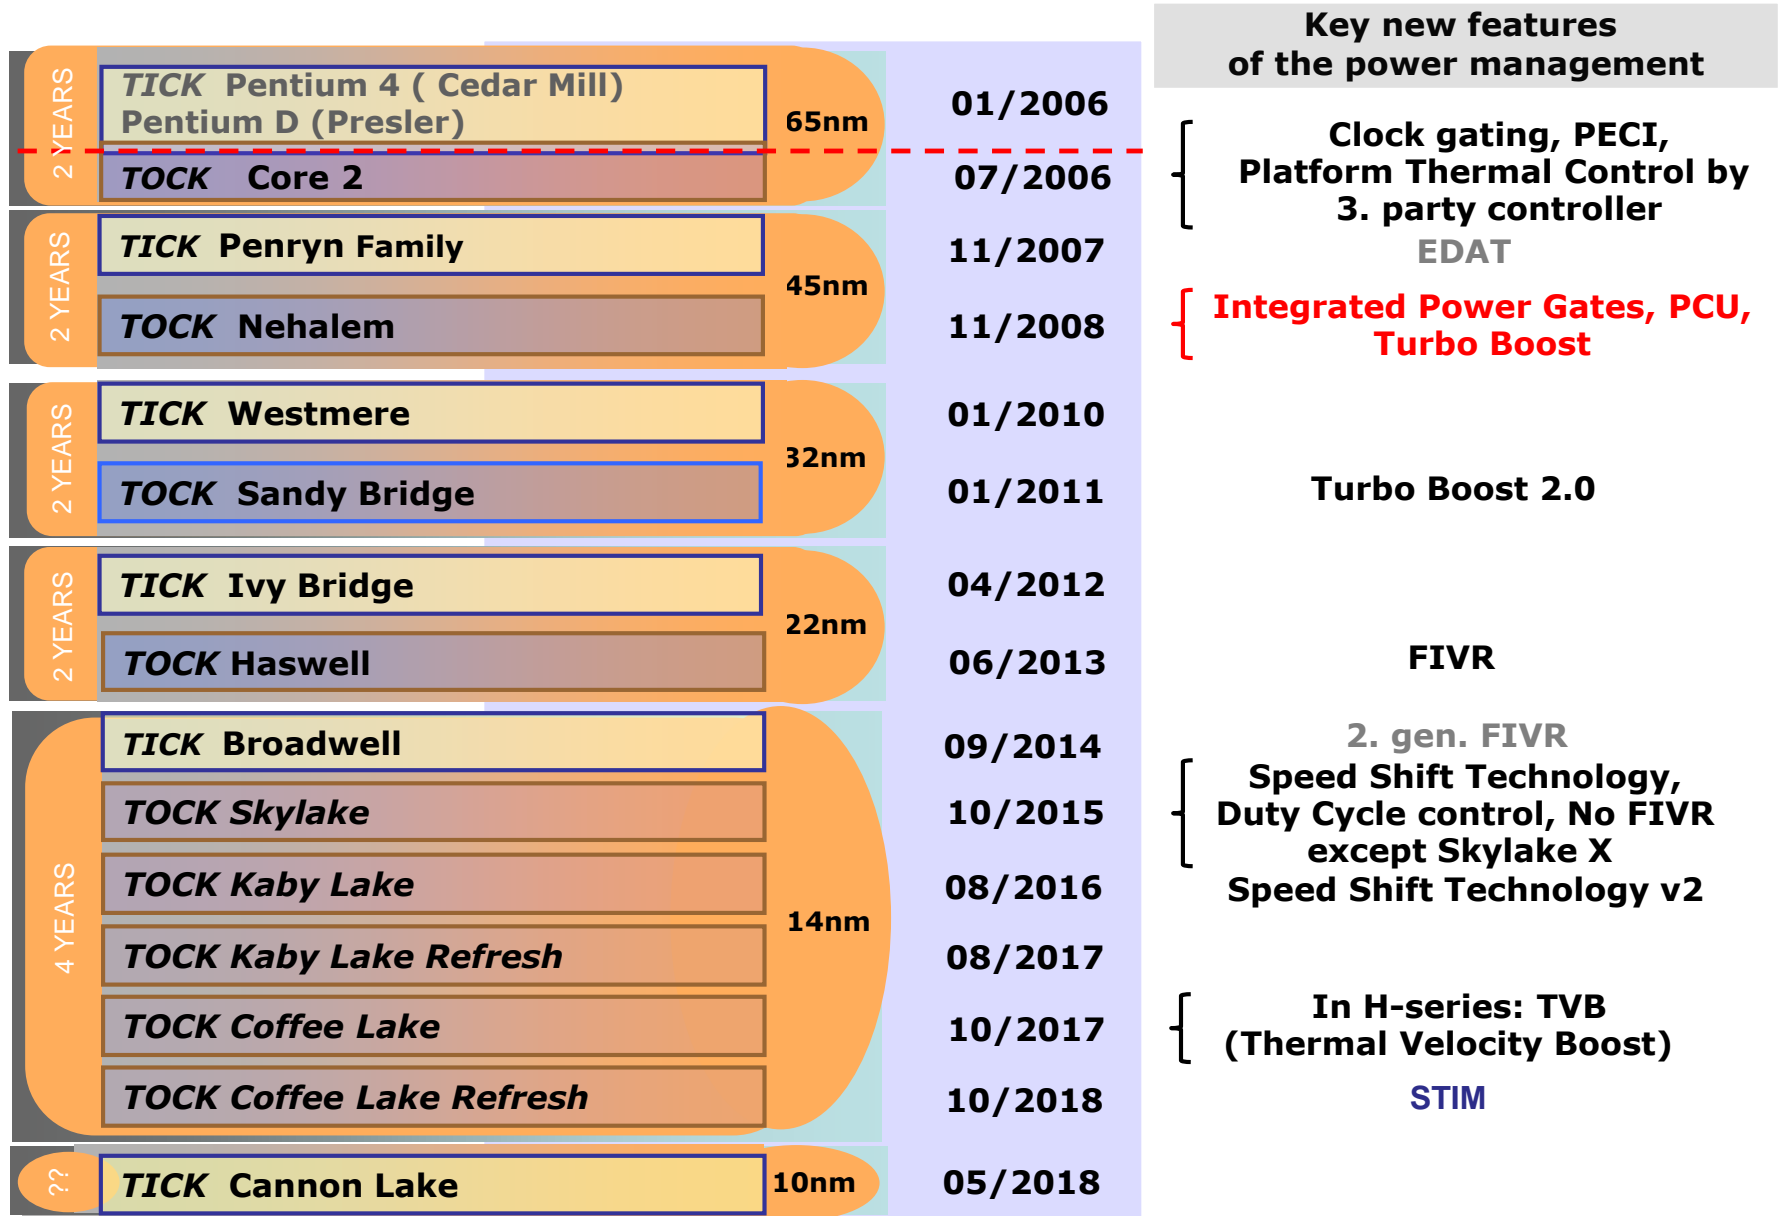 Key new features
of the power management
2 YEARS
TICK Pentium 4 ( Cedar Mill)
Pentium D (Presler)
65nm
01/2006
TOCK Core 2
07/2006
Clock gating, PECI,
Platform Thermal Control by
3. party controller
2 YEARS
TICK Penryn Family
45nm
11/2007
EDAT
TOCK Nehalem
11/2008
Integrated Power Gates, PCU,
Turbo Boost
2 YEARS
TICK Westmere
32nm
01/2010
TOCK Sandy Bridge
01/2011
Turbo Boost 2.0
2 YEARS
TICK Ivy Bridge
22nm
04/2012
TOCK Haswell
06/2013
FIVR
4 YEARS
TICK Broadwell
14nm
09/2014
2. gen. FIVR
TOCK Skylake
10/2015
Speed Shift Technology,
Duty Cycle control, No FIVR
except Skylake X
TOCK Kaby Lake
08/2016
Speed Shift Technology v2
TOCK Kaby Lake Refresh
08/2017
TOCK Coffee Lake
10/2017
In H-series: TVB
(Thermal Velocity Boost)
TOCK Coffee Lake Refresh
10/2018
STIM
??
TICK Cannon Lake
10nm
05/2018